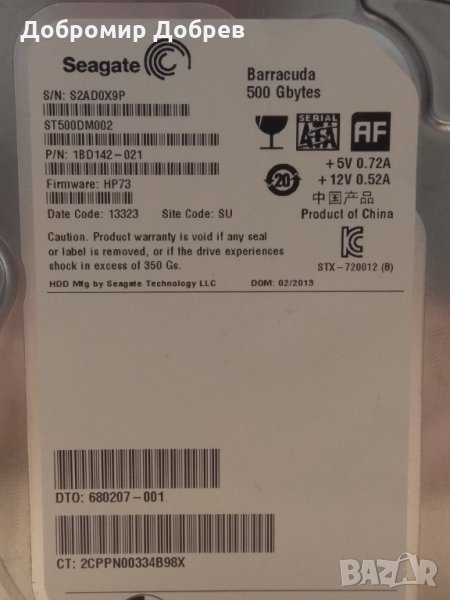 Добромир Добрев
Seagate
S/N: S2AD0X9P
ST500DM002
P/N: 1BD142-021
Firmware: HP73
Date Code: 13323 Site Code: SU
Barracuda
500 Gbytes
SERIAL
ATA
AF
20
+5V 0.72A
+12V 0.52A
中国产品
Product of China
STX-720012 (B)
Caution. Product warranty is void if any seal
or label is removed, or if the drive experiences
shock in excess of 350 Gs.
HDD Mfg by Seagate Technology LLC DOM: 02/2013
DTO: 680207-001
CT: 2CPPN00334B98X
BAZAR